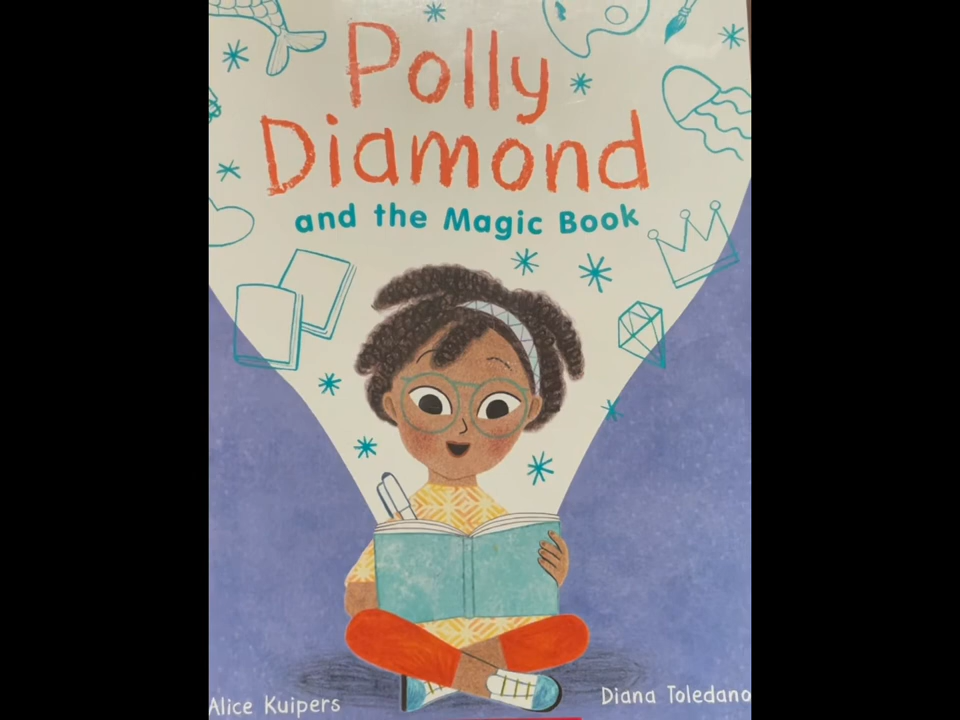 Polly
Diamond
and the Magic Book
Alice Kuipers
Diana Toledano